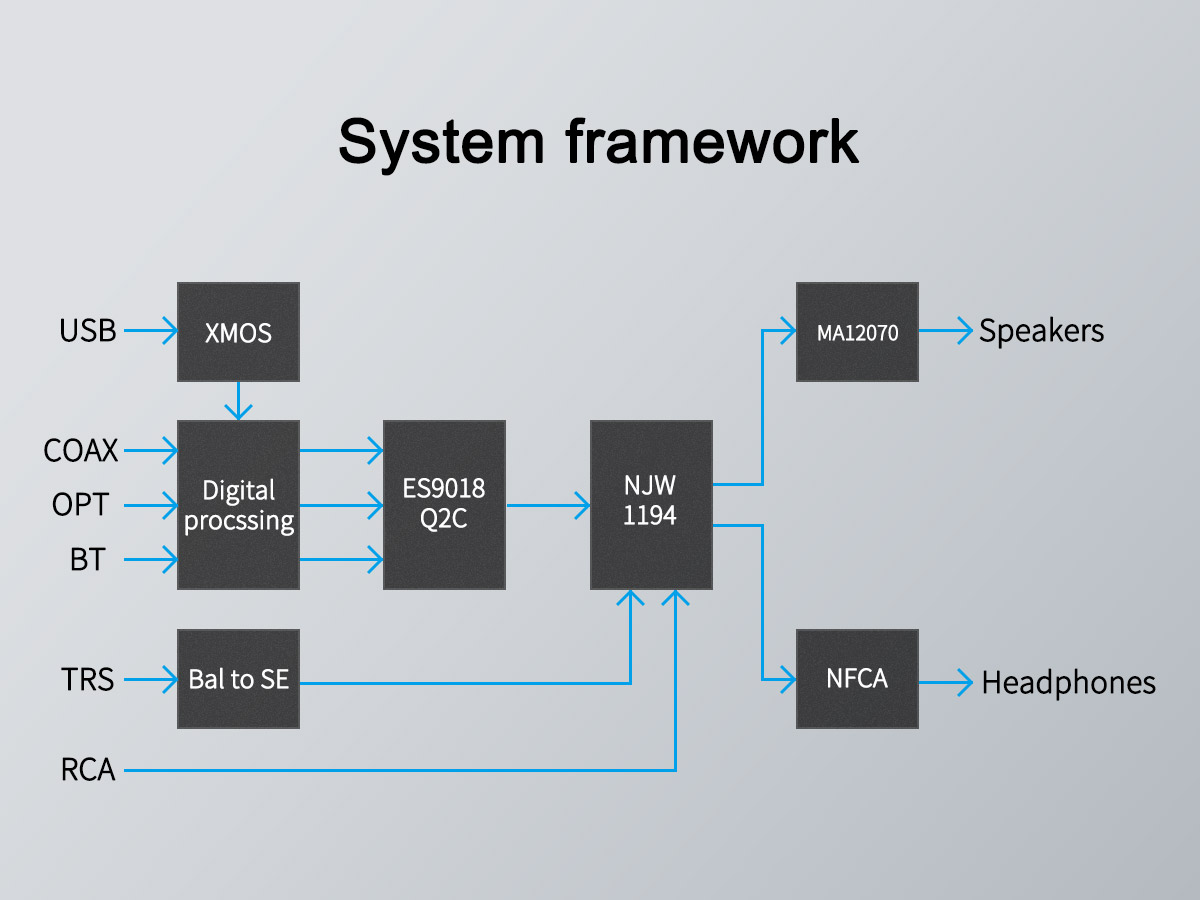 System framework
USB
XMOS
MA12070
Speakers
COAX
OPT
BT
Digital
procssing
ES9018
Q2C
NJW
1194
TRS
Bal to SE
NFCA
Headphones
RCA